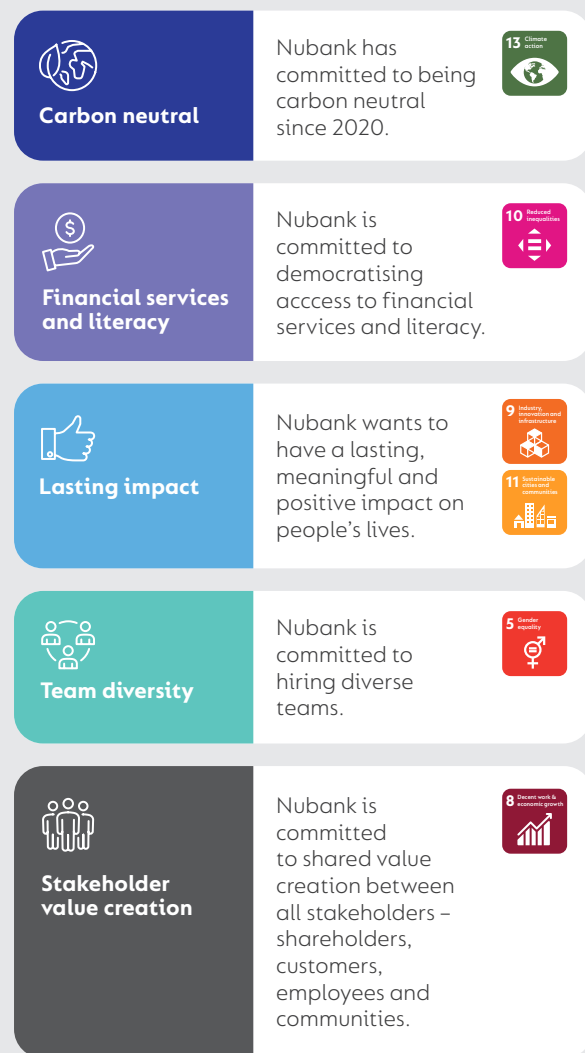 Carbon neutral
Nubank has
committed to being
carbon neutral
since 2020.
13 Climate
action
Financial services
and literacy
Nubank is
committed to
democratising
acccess to financial
services and literacy.
10 Reduced
inequalities
Lasting impact
Nubank wants to
have a lasting,
meaningful and
positive impact on
people’s lives.
9 Industry,
innovation and
infrastructure
11 Sustainable
cities and
communities
Team diversity
Nubank is
committed to
hiring diverse
teams.
5 Gender
equality
Stakeholder
value creation
Nubank is
committed
to shared value
creation between
all stakeholders –
shareholders,
customers,
employees and
communities.
8 Decent work &
economic growth